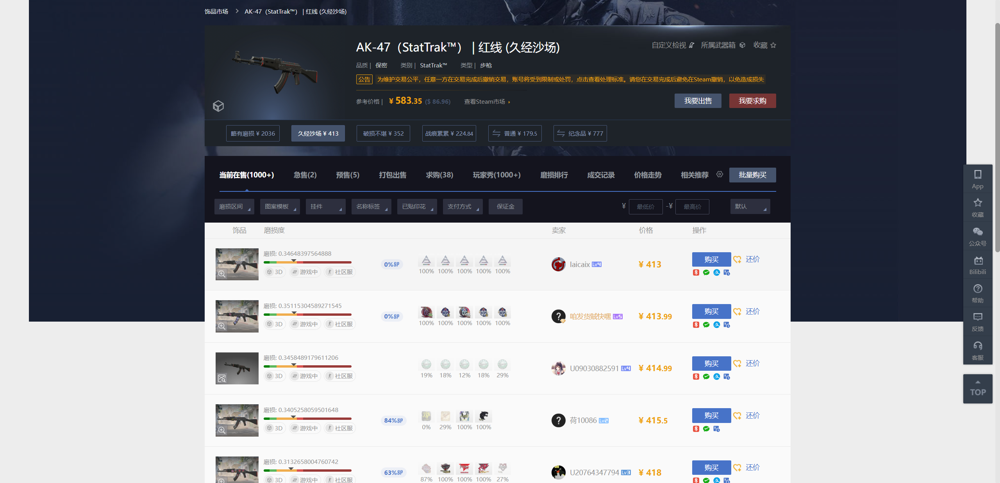 饰品市场 > AK-47（StatTrak™） | 红线 (久经沙场)
AK-47（StatTrak™） | 红线 (久经沙场)
自定义检视 所属武器箱 收藏
品质 | 保密 类别 | StatTrak™ 类型 | 步枪
公告 为维护交易公平，任意一方在交易完成后撤销交易，账号将受到限制或处罚，点击查看处理标准。请您在交易完成后避免在Steam撤销，以免造成损失
参考价格 | ¥ 583.35 ($ 86.96) 查看Steam市场
我要出售 我要求购
略有磨损 ¥ 2036 久经沙场 ¥ 413 破损不堪 ¥ 352 战痕累累 ¥ 224.84 普通 ¥ 179.5 纪念品 ¥ 777
当前在售(1000+) 急售(2) 预售(5) 打包出售 求购(38) 玩家秀(1000+) 磨损排行 成交记录 价格走势 相关推荐 批量购买
磨损区间 图案模板 挂件 名称标签 已贴印花 支付方式 保证金 ¥ 最低价 -¥ 最高价 默认
饰品 磨损度 卖家 价格 操作
磨损: 0.34648397564888
3D 游戏中 社区服
0%SP
100% 100% 100% 100% 100%
laicaix Lv4 ¥ 413 购买 还价
磨损: 0.35115304589271545
3D 游戏中 社区服
0%SP
OG OG OG OG OG
100% 100% 100% 100% 100%
咱发货贼快嘿 Lv5 ¥ 413.99 购买 还价
磨损: 0.3458489179611206
3D 游戏中 社区服
19% 18% 12% 18% 29%
U09030882591 Lv4 ¥ 414.99 购买 还价
磨损: 0.3405258059501648
3D 游戏中 社区服
84%SP
0% 29% 100% 100%
荷10086 Lv2 ¥ 415.5 购买 还价
磨损: 0.3132658004760742
3D 游戏中 社区服
63%SP
87% 100% 100% 100% 27%
U20764347794 Lv3 ¥ 418 购买 还价
App
收藏
公众号
Bilibili
帮助
反馈
客服
TOP